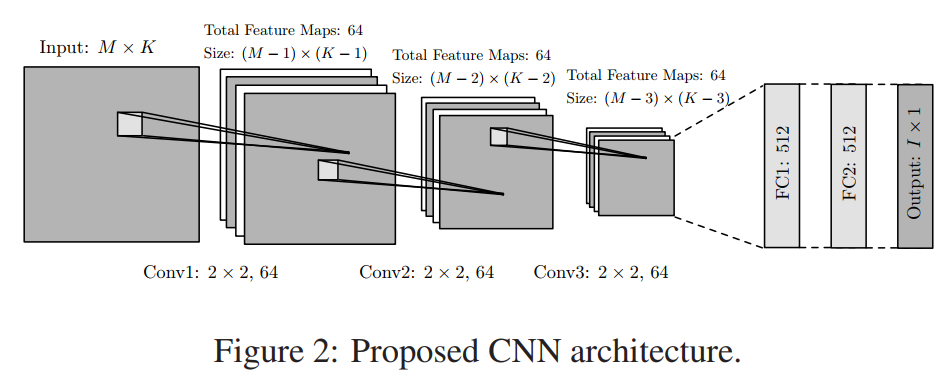 Input: M × K
Total Feature Maps: 64
Size: (M − 1) × (K − 1)
Total Feature Maps: 64
Size: (M − 2) × (K − 2)
Total Feature Maps: 64
Size: (M − 3) × (K − 3)
FC1: 512
FC2: 512
Output: I × 1
Conv1: 2 × 2, 64
Conv2: 2 × 2, 64
Conv3: 2 × 2, 64
Figure 2: Proposed CNN architecture.